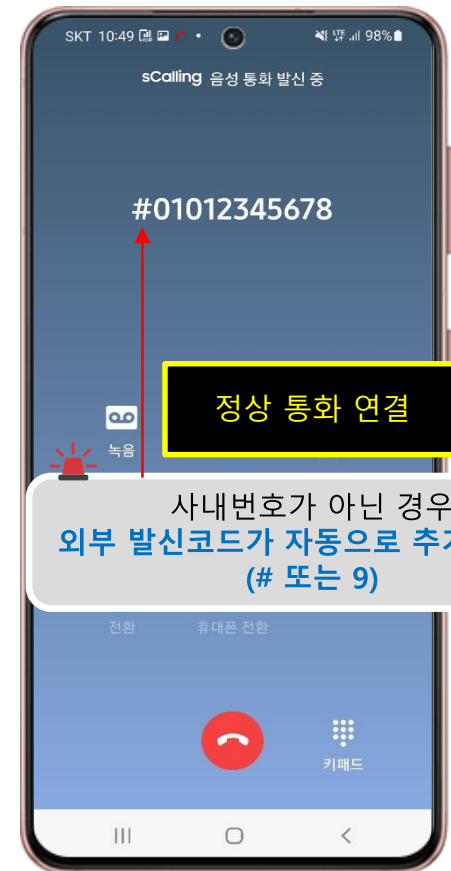 SKT 10:49 LTE 98%
sCalling 음성 통화 발신 중
#01012345678
정상 통화 연결
녹음
사내번호가 아닌 경우
외부 발신코드가 자동으로
(# 또는 9)
전환 휴대폰 전환
키패드